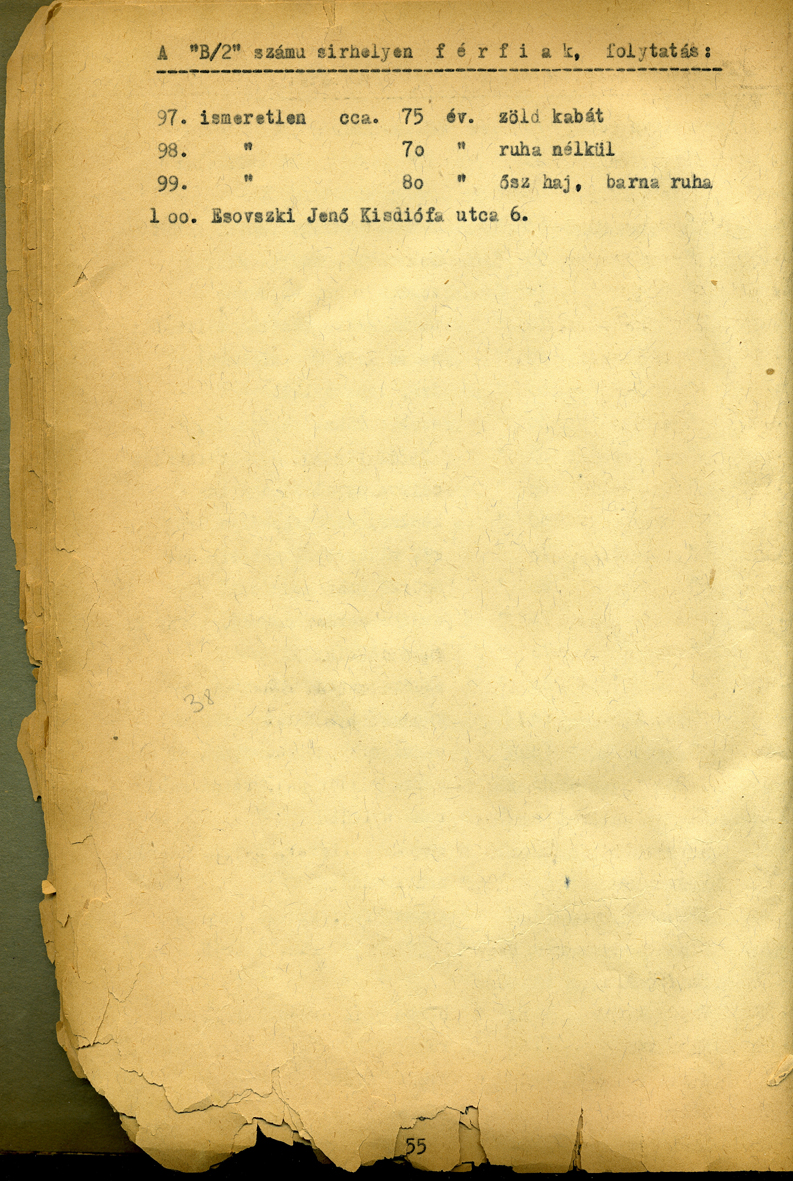 A "B/2" számu sirhelyen f é r f i a k, folytatás:
97. ismeretlen cca. 75 év. zöld kabát
98. " 7o " ruha nélkül
99. " 8o " ősz haj, barna ruha
l oo. Esovszki Jenő Kisdiófa utca 6.
38
55